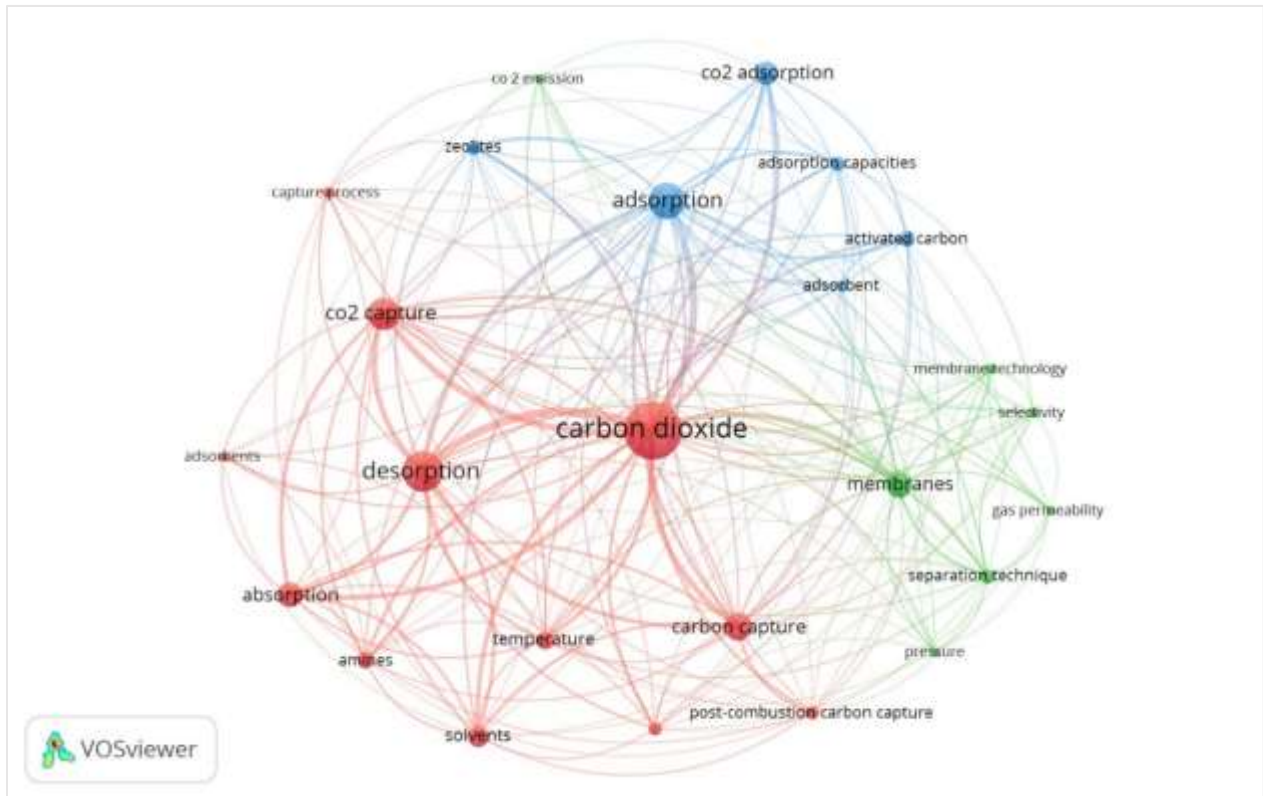 co 2 emission
co2 adsorption
zeolites
adsorption capacities
capture process
adsorption
activated carbon
adsorbent
co2 capture
membrane technology
selectivity
carbon dioxide
adsorbents
desorption
membranes
gas permeability
separation technique
absorption
carbon capture
temperature
pressure
amines
post-combustion carbon capture
solvents
VOSviewer